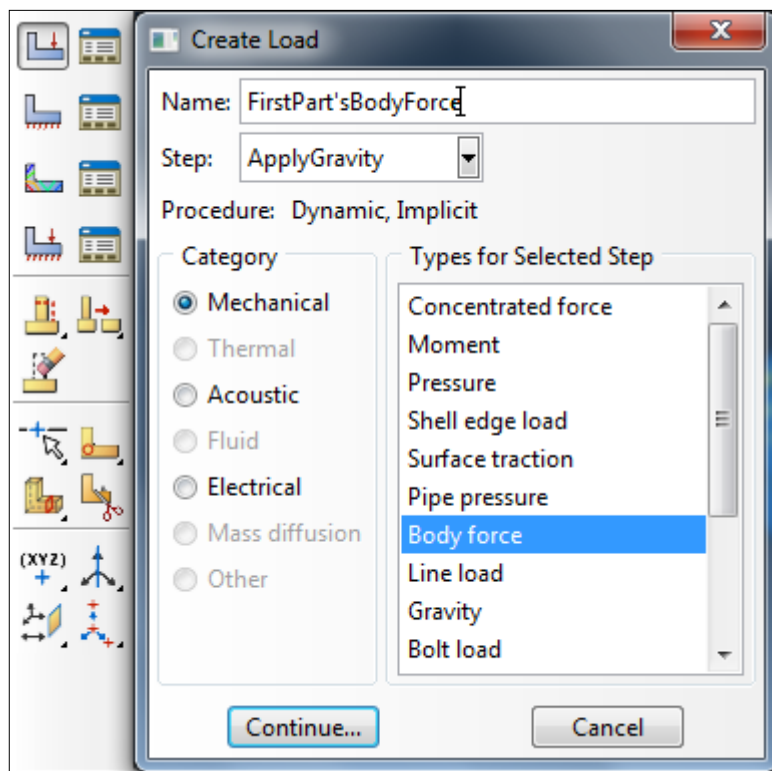 Create Load
Name: FirstPart'sBodyForce
Step: ApplyGravity
Procedure: Dynamic, Implicit
Category
Mechanical
Thermal
Acoustic
Fluid
Electrical
Mass diffusion
Other
Types for Selected Step
Concentrated force
Moment
Pressure
Shell edge load
Surface traction
Pipe pressure
Body force
Line load
Gravity
Bolt load
(XYZ)
Continue...
Cancel